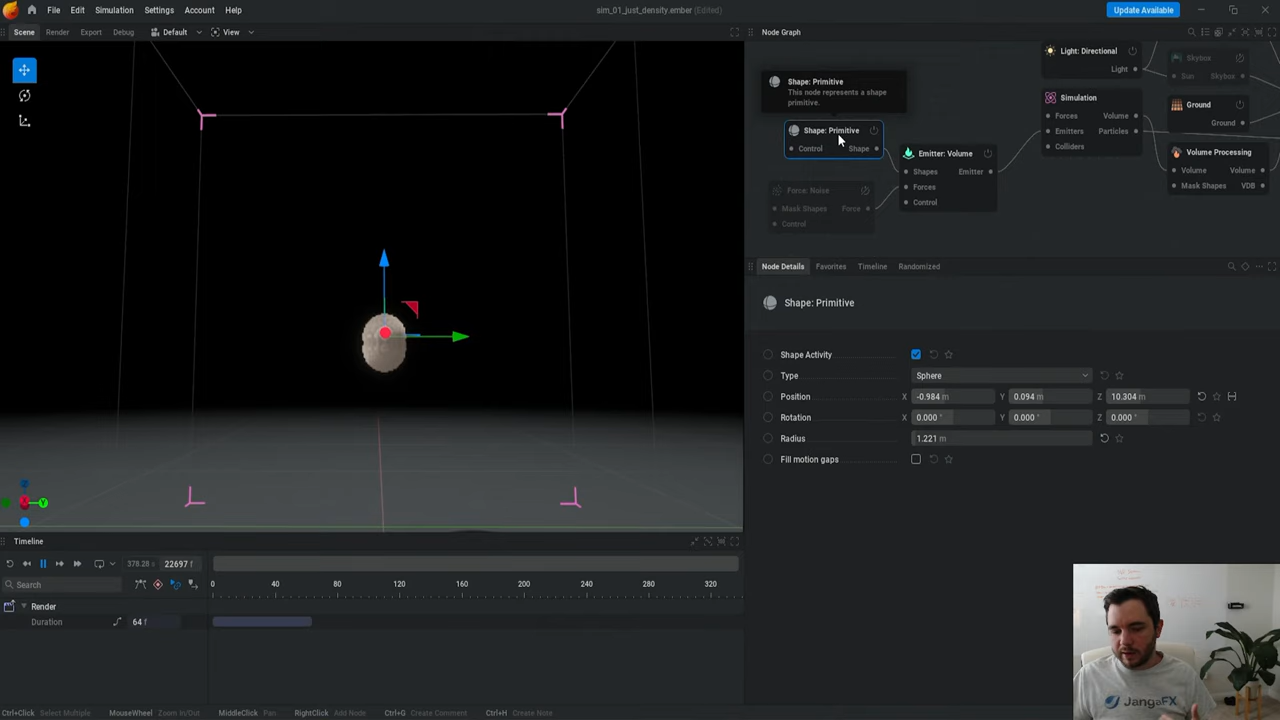 File Edit Simulation Settings Account Help
sim_01_just_density.ember (Edited)
Update Available
Scene Render Export Debug Default View
Node Graph
Shape: Primitive
This node represents a shape
primitive.
Shape: Primitive
Control Shape
Force: Noise
Mask Shapes Force
Control
Emitter: Volume
Shapes Emitter
Forces
Control
Light: Directional
Light
Simulation
Forces Volume
Emitters Particles
Colliders
Skybox
Sun Skybox
Ground
Ground
Volume Processing
Volume Volume
Mask Shapes VDB
Node Details Favorites Timeline Randomized
Shape: Primitive
Shape Activity
Type Sphere
Position X -0.984 m Y 0.094 m Z 10.304 m
Rotation X 0.000 ° Y 0.000 ° Z 0.000 °
Radius 1.221 m
Fill motion gaps
Timeline
378.28 s 22697 f
0 40 80 120 160 200 240 280 320
Search
Render
Duration 64 f
Ctrl+Click Select Multiple MouseWheel Zoom In/Out MiddleClick Pan RightClick Add Node Ctrl+G Create Comment Ctrl+H Create Note
JangaFX